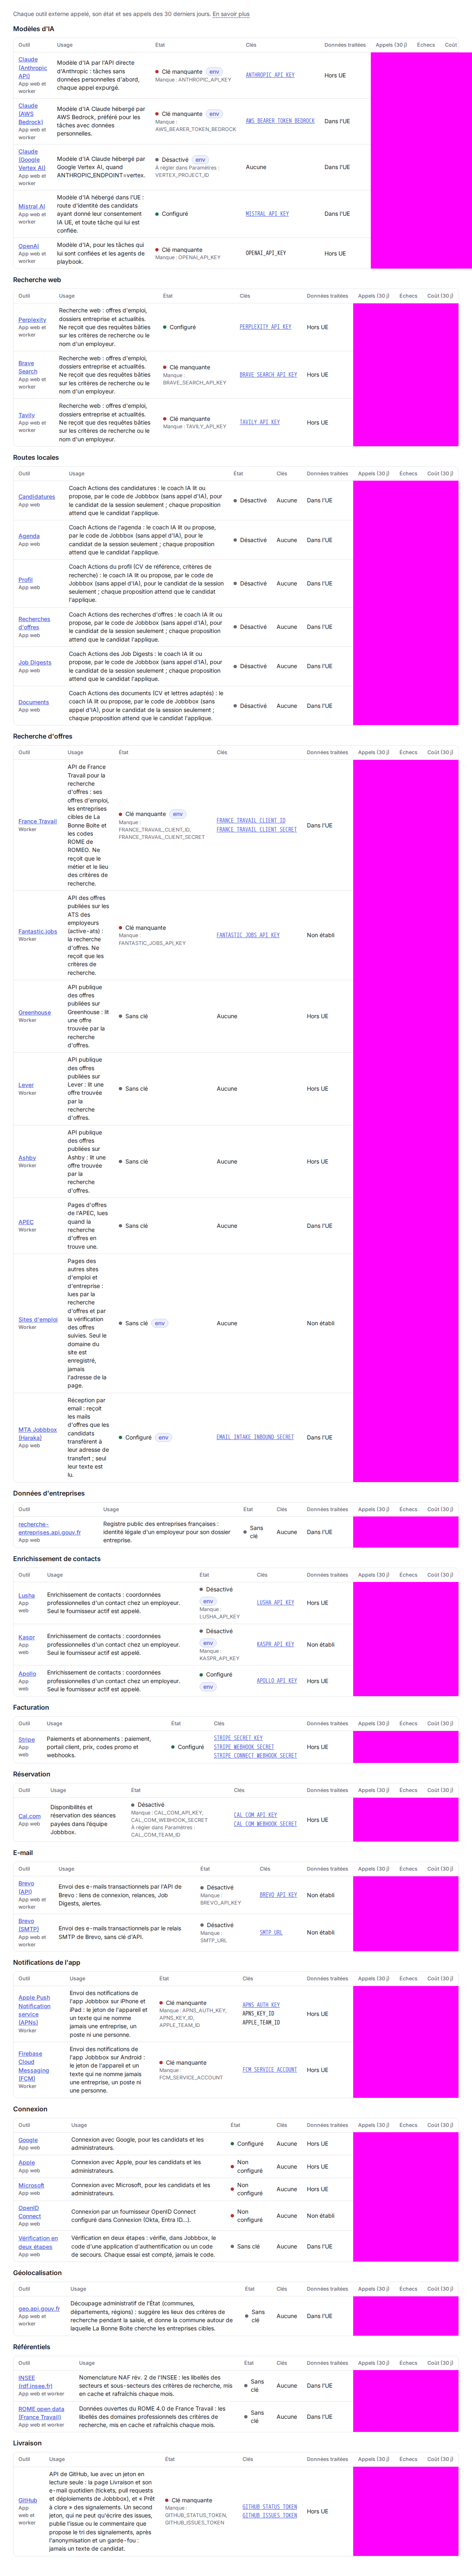 Chaque outil externe appelé, son état et ses appels des 30 derniers jours. En savoir plus
Modèles d'IA
Outil Usage État Clés Données traitées Appels (30 j) Échecs Coût
Claude (Anthropic API) App web et worker
Modèle d'IA par l'API directe d'Anthropic : tâches sans données personnelles d'abord, chaque appel expurgé.
Clé manquante env
Manque : ANTHROPIC_API_KEY
ANTHROPIC_API_KEY
Hors UE
Claude (AWS Bedrock) App web et worker
Modèle d'IA Claude hébergé par AWS Bedrock, préféré pour les tâches avec données personnelles.
Clé manquante env
Manque : AWS_BEARER_TOKEN_BEDROCK
AWS_BEARER_TOKEN_BEDROCK
Dans l'UE
Claude (Google Vertex AI) App web et worker
Modèle d'IA Claude hébergé par Google Vertex AI, quand ANTHROPIC_ENDPOINT=vertex.
Désactivé env
À régler dans Paramètres : VERTEX_PROJECT_ID
Aucune
Dans l'UE
Mistral AI App web et worker
Modèle d'IA hébergé dans l'UE : route d'identité des candidats ayant donné leur consentement IA UE, et toute tâche qui lui est confiée.
Configuré
MISTRAL_API_KEY
Dans l'UE
OpenAI App web et worker
Modèle d'IA, pour les tâches qui lui sont confiées et les agents de playbook.
Clé manquante
Manque : OPENAI_API_KEY
OPENAI_API_KEY
Hors UE
Recherche web
Outil Usage État Clés Données traitées Appels (30 j) Échecs Coût (30 j)
Perplexity App web et worker
Recherche web : offres d'emploi, dossiers entreprise et actualités. Ne reçoit que des requêtes bâties sur les critères de recherche ou le nom d'un employeur.
Configuré
PERPLEXITY_API_KEY
Hors UE
Brave Search App web et worker
Recherche web : offres d'emploi, dossiers entreprise et actualités. Ne reçoit que des requêtes bâties sur les critères de recherche ou le nom d'un employeur.
Clé manquante
Manque : BRAVE_SEARCH_API_KEY
BRAVE_SEARCH_API_KEY
Hors UE
Tavily App web et worker
Recherche web : offres d'emploi, dossiers entreprise et actualités. Ne reçoit que des requêtes bâties sur les critères de recherche ou le nom d'un employeur.
Clé manquante
Manque : TAVILY_API_KEY
TAVILY_API_KEY
Hors UE
Routes locales
Outil Usage État Clés Données traitées Appels (30 j) Échecs Coût (30 j)
Candidatures App web
Coach Actions des candidatures : le coach IA lit ou propose, par le code de Jobbbox (sans appel d'IA), pour le candidat de la session seulement ; chaque proposition attend que le candidat l'applique.
Désactivé Aucune Dans l'UE
Agenda App web
Coach Actions de l'agenda : le coach IA lit ou propose, par le code de Jobbbox (sans appel d'IA), pour le candidat de la session seulement ; chaque proposition attend que le candidat l'applique.
Désactivé Aucune Dans l'UE
Profil App web
Coach Actions du profil (CV de référence, critères de recherche) : le coach IA lit ou propose, par le code de Jobbbox (sans appel d'IA), pour le candidat de la session seulement ; chaque proposition attend que le candidat l'applique.
Désactivé Aucune Dans l'UE
Recherches d'offres App web
Coach Actions des recherches d'offres : le coach IA lit ou propose, par le code de Jobbbox (sans appel d'IA), pour le candidat de la session seulement ; chaque proposition attend que le candidat l'applique.
Désactivé Aucune Dans l'UE
Job Digests App web
Coach Actions des Job Digests : le coach IA lit ou propose, par le code de Jobbbox (sans appel d'IA), pour le candidat de la session seulement ; chaque proposition attend que le candidat l'applique.
Désactivé Aucune Dans l'UE
Documents App web
Coach Actions des documents (CV et lettres adaptés) : le coach IA lit ou propose, par le code de Jobbbox (sans appel d'IA), pour le candidat de la session seulement ; chaque proposition attend que le candidat l'applique.
Désactivé Aucune Dans l'UE
Recherche d'offres
Outil Usage État Clés Données traitées Appels (30 j) Échecs Coût (30 j)
France Travail Worker
API de France Travail pour la recherche d'offres : ses offres d'emploi, les entreprises cibles de La Bonne Boîte et les codes ROME de ROMEO. Ne reçoit que le métier et le lieu des critères de recherche.
Clé manquante env
Manque : FRANCE_TRAVAIL_CLIENT_ID, FRANCE_TRAVAIL_CLIENT_SECRET
FRANCE_TRAVAIL_CLIENT_ID
FRANCE_TRAVAIL_CLIENT_SECRET
Dans l'UE
Fantastic.jobs Worker
API des offres publiées sur les ATS des employeurs (active-ats) : la recherche d'offres. Ne reçoit que les critères de recherche.
Clé manquante
Manque : FANTASTIC_JOBS_API_KEY
FANTASTIC_JOBS_API_KEY
Non établi
Greenhouse Worker
API publique des offres publiées sur Greenhouse : lit une offre trouvée par la recherche d'offres.
Sans clé Aucune Hors UE
Lever Worker
API publique des offres publiées sur Lever : lit une offre trouvée par la recherche d'offres.
Sans clé Aucune Hors UE
Ashby Worker
API publique des offres publiées sur Ashby : lit une offre trouvée par la recherche d'offres.
Sans clé Aucune Hors UE
APEC Worker
Pages d'offres de l'APEC, lues quand la recherche d'offres en trouve une.
Sans clé Aucune Dans l'UE
Sites d'emploi Worker
Pages des autres sites d'emploi et d'entreprise : lues par la recherche d'offres et par la vérification des offres suivies. Seul le domaine du site est enregistré, jamais l'adresse de la page.
Sans clé env Aucune Non établi
MTA Jobbbox (Haraka) App web
Réception par email : reçoit les mails d'offres que les candidats transfèrent à leur adresse de transfert ; seul leur texte est lu.
Configuré env
EMAIL_INTAKE_INBOUND_SECRET
Dans l'UE
Données d'entreprises
Outil Usage État Clés Données traitées Appels (30 j) Échecs Coût (30 j)
recherche-entreprises.api.gouv.fr App web
Registre public des entreprises françaises : identité légale d'un employeur pour son dossier entreprise.
Sans clé Aucune Dans l'UE
Enrichissement de contacts
Outil Usage État Clés Données traitées Appels (30 j) Échecs Coût (30 j)
Lusha App web
Enrichissement de contacts : coordonnées professionnelles d'un contact chez un employeur. Seul le fournisseur actif est appelé.
Désactivé env
Manque : LUSHA_API_KEY
LUSHA_API_KEY
Hors UE
Kaspr App web
Enrichissement de contacts : coordonnées professionnelles d'un contact chez un employeur. Seul le fournisseur actif est appelé.
Désactivé env
Manque : KASPR_API_KEY
KASPR_API_KEY
Non établi
Apollo App web
Enrichissement de contacts : coordonnées professionnelles d'un contact chez un employeur. Seul le fournisseur actif est appelé.
Configuré env
APOLLO_API_KEY
Hors UE
Facturation
Outil Usage État Clés Données traitées Appels (30 j) Échecs Coût (30 j)
Stripe App web
Paiements et abonnements : paiement, portail client, prix, codes promo et webhooks.
Configuré
STRIPE_SECRET_KEY
STRIPE_WEBHOOK_SECRET
STRIPE_CONNECT_WEBHOOK_SECRET
Hors UE
Réservation
Outil Usage État Clés Données traitées Appels (30 j) Échecs Coût (30 j)
Cal.com App web
Disponibilités et réservation des séances payées dans l'équipe Jobbbox.
Désactivé
Manque : CAL_COM_API_KEY, CAL_COM_WEBHOOK_SECRET
À régler dans Paramètres : CAL_COM_TEAM_ID
CAL_COM_API_KEY
CAL_COM_WEBHOOK_SECRET
Hors UE
E-mail
Outil Usage État Clés Données traitées Appels (30 j) Échecs Coût (30 j)
Brevo (API) App web et worker
Envoi des e-mails transactionnels par l'API de Brevo : liens de connexion, relances, Job Digests, alertes.
Désactivé
Manque : BREVO_API_KEY
BREVO_API_KEY
Non établi
Brevo (SMTP) App web et worker
Envoi des e-mails transactionnels par le relais SMTP de Brevo, sans clé d'API.
Désactivé
Manque : SMTP_URL
SMTP_URL
Non établi
Notifications de l'app
Outil Usage État Clés Données traitées Appels (30 j) Échecs Coût (30 j)
Apple Push Notification service (APNs) Worker
Envoi des notifications de l'app Jobbbox sur iPhone et iPad : le jeton de l'appareil et un texte qui ne nomme jamais une entreprise, un poste ni une personne.
Clé manquante
Manque : APNS_AUTH_KEY, APNS_KEY_ID, APPLE_TEAM_ID
APNS_AUTH_KEY
APNS_KEY_ID
APPLE_TEAM_ID
Hors UE
Firebase Cloud Messaging (FCM) Worker
Envoi des notifications de l'app Jobbbox sur Android : le jeton de l'appareil et un texte qui ne nomme jamais une entreprise, un poste ni une personne.
Clé manquante
Manque : FCM_SERVICE_ACCOUNT
FCM_SERVICE_ACCOUNT
Hors UE
Connexion
Outil Usage État Clés Données traitées Appels (30 j) Échecs Coût (30 j)
Google App web
Connexion avec Google, pour les candidats et les administrateurs.
Configuré Aucune Hors UE
Apple App web
Connexion avec Apple, pour les candidats et les administrateurs.
Non configuré Aucune Hors UE
Microsoft App web
Connexion avec Microsoft, pour les candidats et les administrateurs.
Non configuré Aucune Hors UE
OpenID Connect App web
Connexion par un fournisseur OpenID Connect configuré dans Connexion (Okta, Entra ID…).
Non configuré Aucune Non établi
Vérification en deux étapes App web
Vérification en deux étapes : vérifie, dans Jobbbox, le code d'une application d'authentification ou un code de secours. Chaque essai est compté, jamais le code.
Sans clé Aucune Dans l'UE
Géolocalisation
Outil Usage État Clés Données traitées Appels (30 j) Échecs Coût (30 j)
geo.api.gouv.fr App web et worker
Découpage administratif de l'État (communes, départements, régions) : suggère les lieux des critères de recherche pendant la saisie, et donne la commune autour de laquelle La Bonne Boîte cherche les entreprises cibles.
Sans clé Aucune Dans l'UE
Référentiels
Outil Usage État Clés Données traitées Appels (30 j) Échecs Coût (30 j)
INSEE (rdf.insee.fr) App web et worker
Nomenclature NAF rév. 2 de l'INSEE : les libellés des secteurs et sous-secteurs des critères de recherche, mis en cache et rafraîchis chaque mois.
Sans clé Aucune Dans l'UE
ROME open data (France Travail) App web et worker
Données ouvertes du ROME 4.0 de France Travail : les libellés des domaines professionnels des critères de recherche, mis en cache et rafraîchis chaque mois.
Sans clé Aucune Dans l'UE
Livraison
Outil Usage État Clés Données traitées Appels (30 j) Échecs Coût (30 j)
GitHub App web et worker
API de GitHub, lue avec un jeton en lecture seule : la page Livraison et son e-mail quotidien (tickets, pull requests et déploiements de Jobbbox), et « Prêt à clore » des signalements. Un second jeton, qui ne peut qu'écrire des issues, publie l'issue ou le commentaire que propose le tri des signalements, après l'anonymisation et un garde-fou : jamais un texte de candidat.
Clé manquante
Manque : GITHUB_STATUS_TOKEN, GITHUB_ISSUES_TOKEN
GITHUB_STATUS_TOKEN
GITHUB_ISSUES_TOKEN
Hors UE